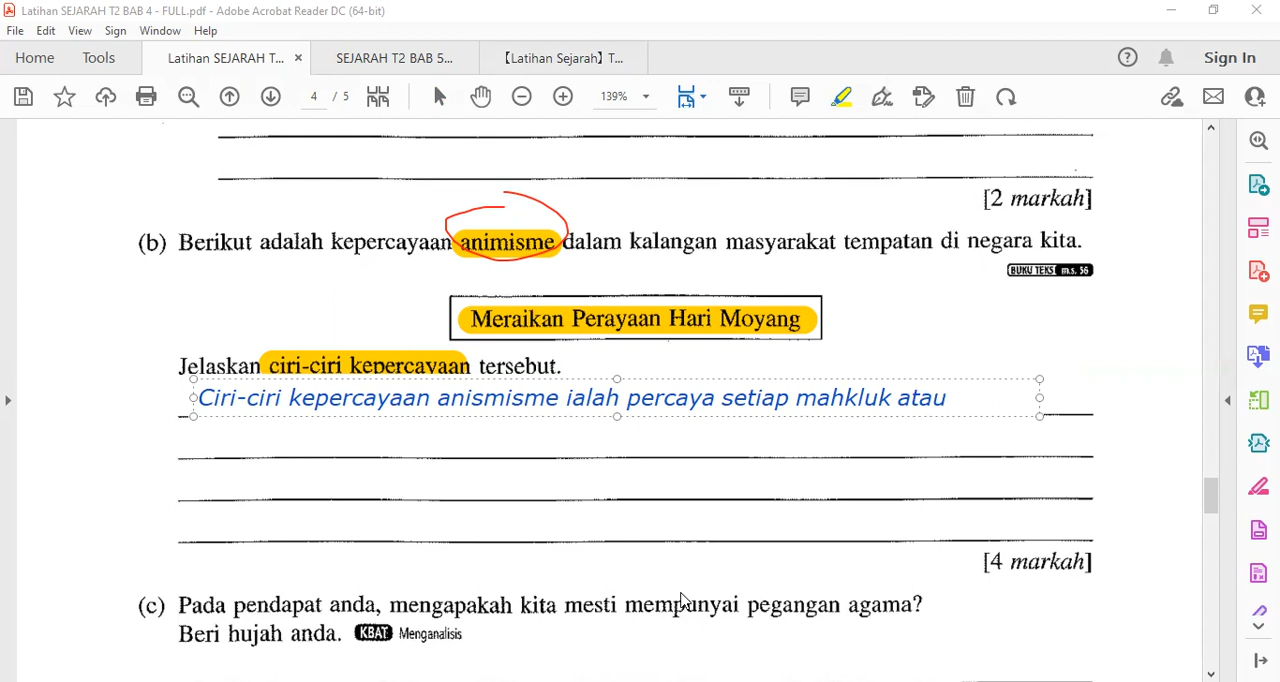 Latihan SEJARAH T2 BAB 4 - FULL.pdf - Adobe Acrobat Reader DC (64-bit)
File Edit View Sign Window Help
Home Tools Latihan SEJARAH T... × SEJARAH T2 BAB 5... 【Latihan Sejarah】T... Sign In
4 / 5 139%
[2 markah]
(b) Berikut adalah kepercayaan animisme dalam kalangan masyarakat tempatan di negara kita.
BUKU TEKS m.s. 56
Meraikan Perayaan Hari Moyang
Jelaskan ciri-ciri kepercayaan tersebut.
Ciri-ciri kepercayaan anismisme ialah percaya setiap mahkluk atau
[4 markah]
(c) Pada pendapat anda, mengapakah kita mesti mempunyai pegangan agama?
Beri hujah anda. KBAT Menganalisis